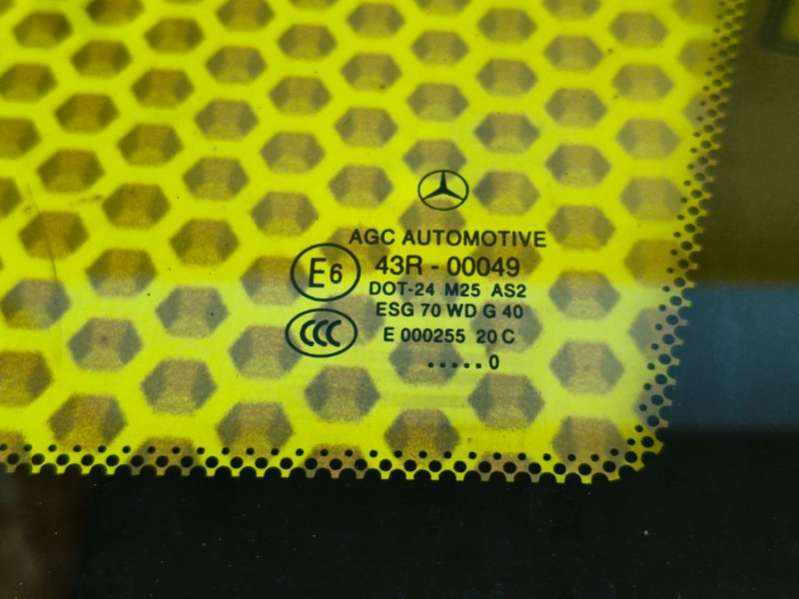 AGC AUTOMOTIVE
E6 43R - 00049
DOT-24 M25 AS2
ESG 70 WD G 40
CCC E 000255 20 C
.....0